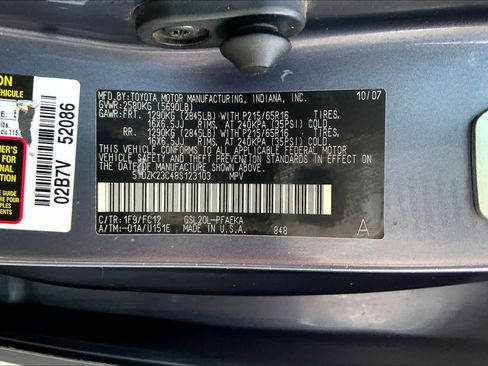 MFD.BY:TOYOTA MOTOR MANUFACTURING, INDIANA, INC. 10/07
GVWR:2580KG (5690LB)
GAWR:FRT. 1290KG (2845LB) WITH P215/65R16 TIRES,
16X6.5JJ RIMS, AT 240KPA (35PSI) COLD.
RR. 1290KG (2845LB) WITH P215/65R16 TIRES,
16X6.5JJ RIMS, AT 240KPA (35PSI) COLD.
THIS VEHICLE CONFORMS TO ALL APPLICABLE FEDERAL MOTOR
VEHICLE SAFETY AND THEFT PREVENTION STANDARDS IN EFFECT ON
THE DATE OF MANUFACTURE SHOWN ABOVE.
5TDZK23C48S123103 MPV
C/TR:1F9/FC12 GSL20L-PFAEKA
A/TM:-01A/U151E MADE IN U.S.A. 848 A
02B7V 52086
VEHICLE